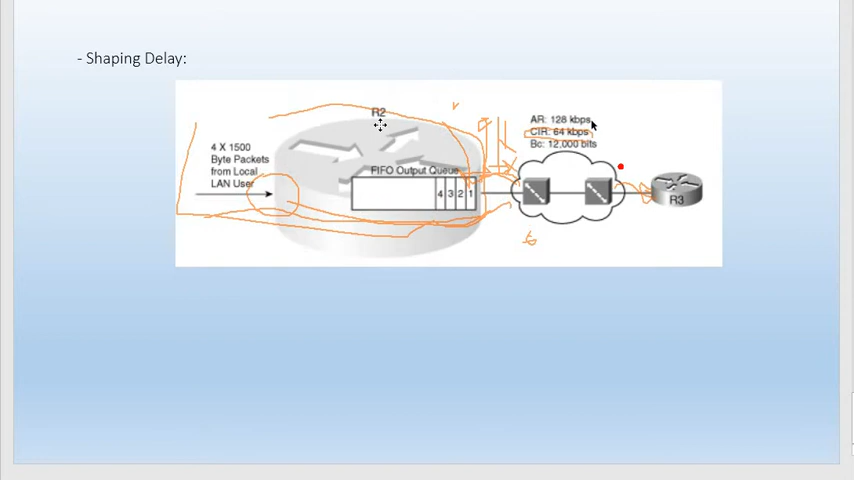 - Shaping Delay:
R2
AR: 128 kbps
CIR: 64 kbps
Bc: 12,000 bits
4 X 1500
Byte Packets
from Local
LAN User
FIFO Output Queue
4 3 2 1
R3